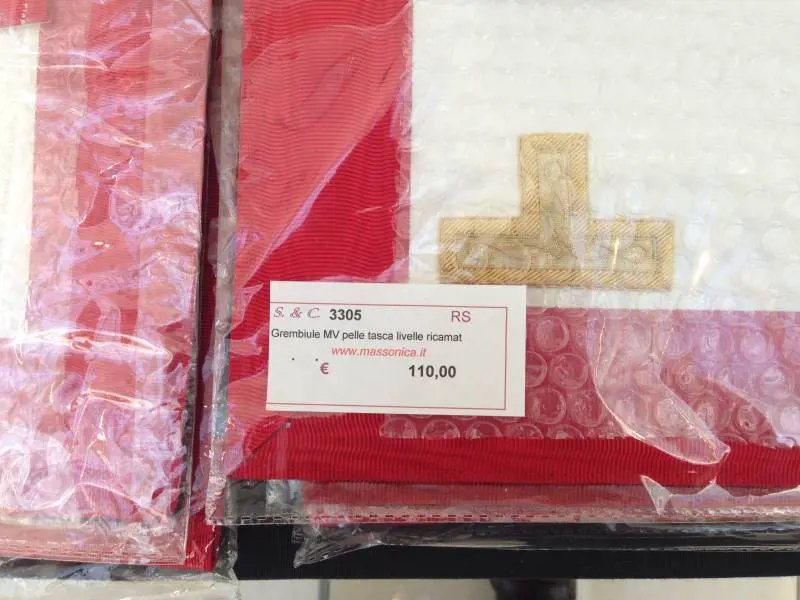 S. & C. 3305 RS
Grembiule MV pelle tasca livelle ricamat
www.massonica.it
€ 110,00